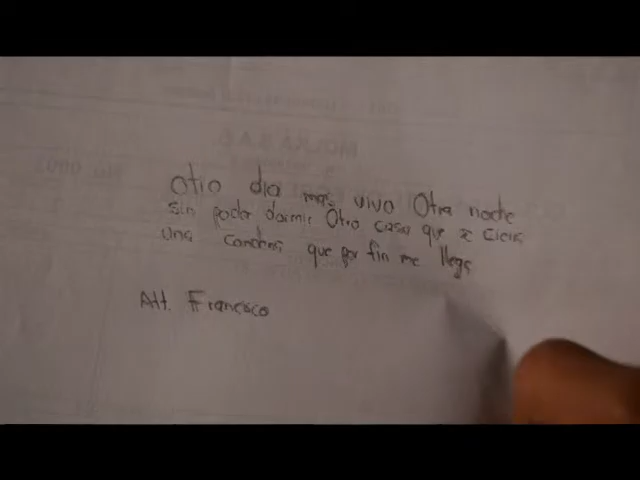 otro dia mas vivo Otra noche
sin poder dormir Otro casa que se cierra
una condena que por fin me llega
Att. Francisco